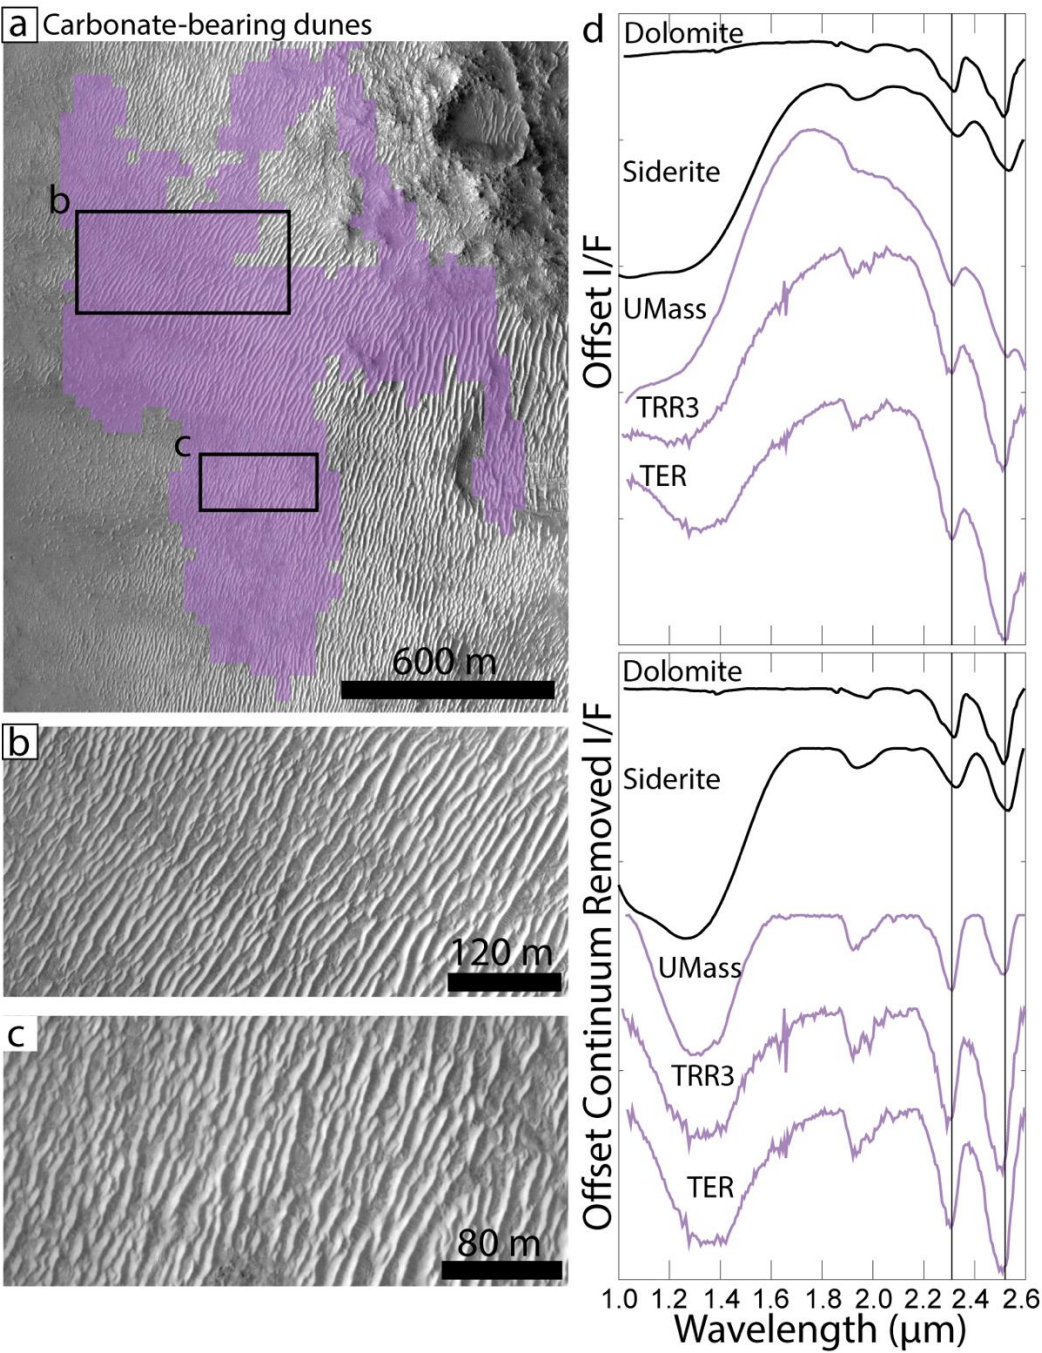 a Carbonate-bearing dunes
b
c
600 m
b
120 m
c
80 m
d
Offset I/F
Dolomite
Siderite
UMass
TRR3
TER
Offset Continuum Removed I/F
Dolomite
Siderite
UMass
TRR3
TER
1.0 1.2 1.4 1.6 1.8 2.0 2.2 2.4 2.6
Wavelength (µm)